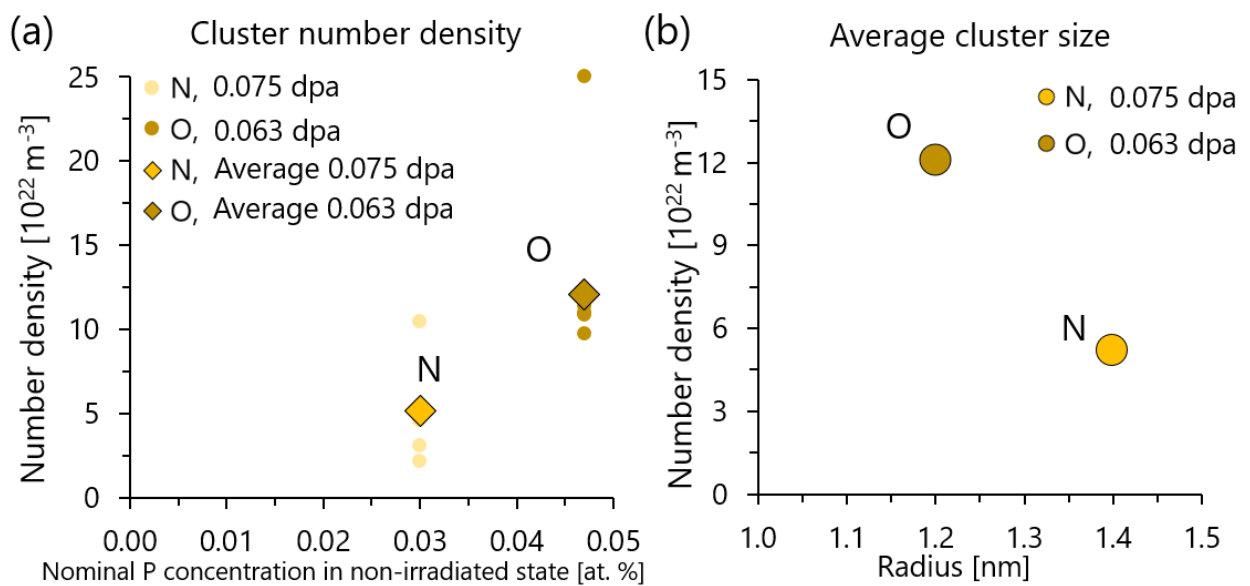 (a)
Cluster number density
N, 0.075 dpa
O, 0.063 dpa
N, Average 0.075 dpa
O, Average 0.063 dpa
O
N
Number density [10²² m⁻³]
25
20
15
10
5
0
0.00 0.01 0.02 0.03 0.04 0.05
Nominal P concentration in non-irradiated state [at. %]
(b)
Average cluster size
N, 0.075 dpa
O, 0.063 dpa
O
N
Number density [10²² m⁻³]
15
12
9
6
3
0
1.0 1.1 1.2 1.3 1.4 1.5
Radius [nm]